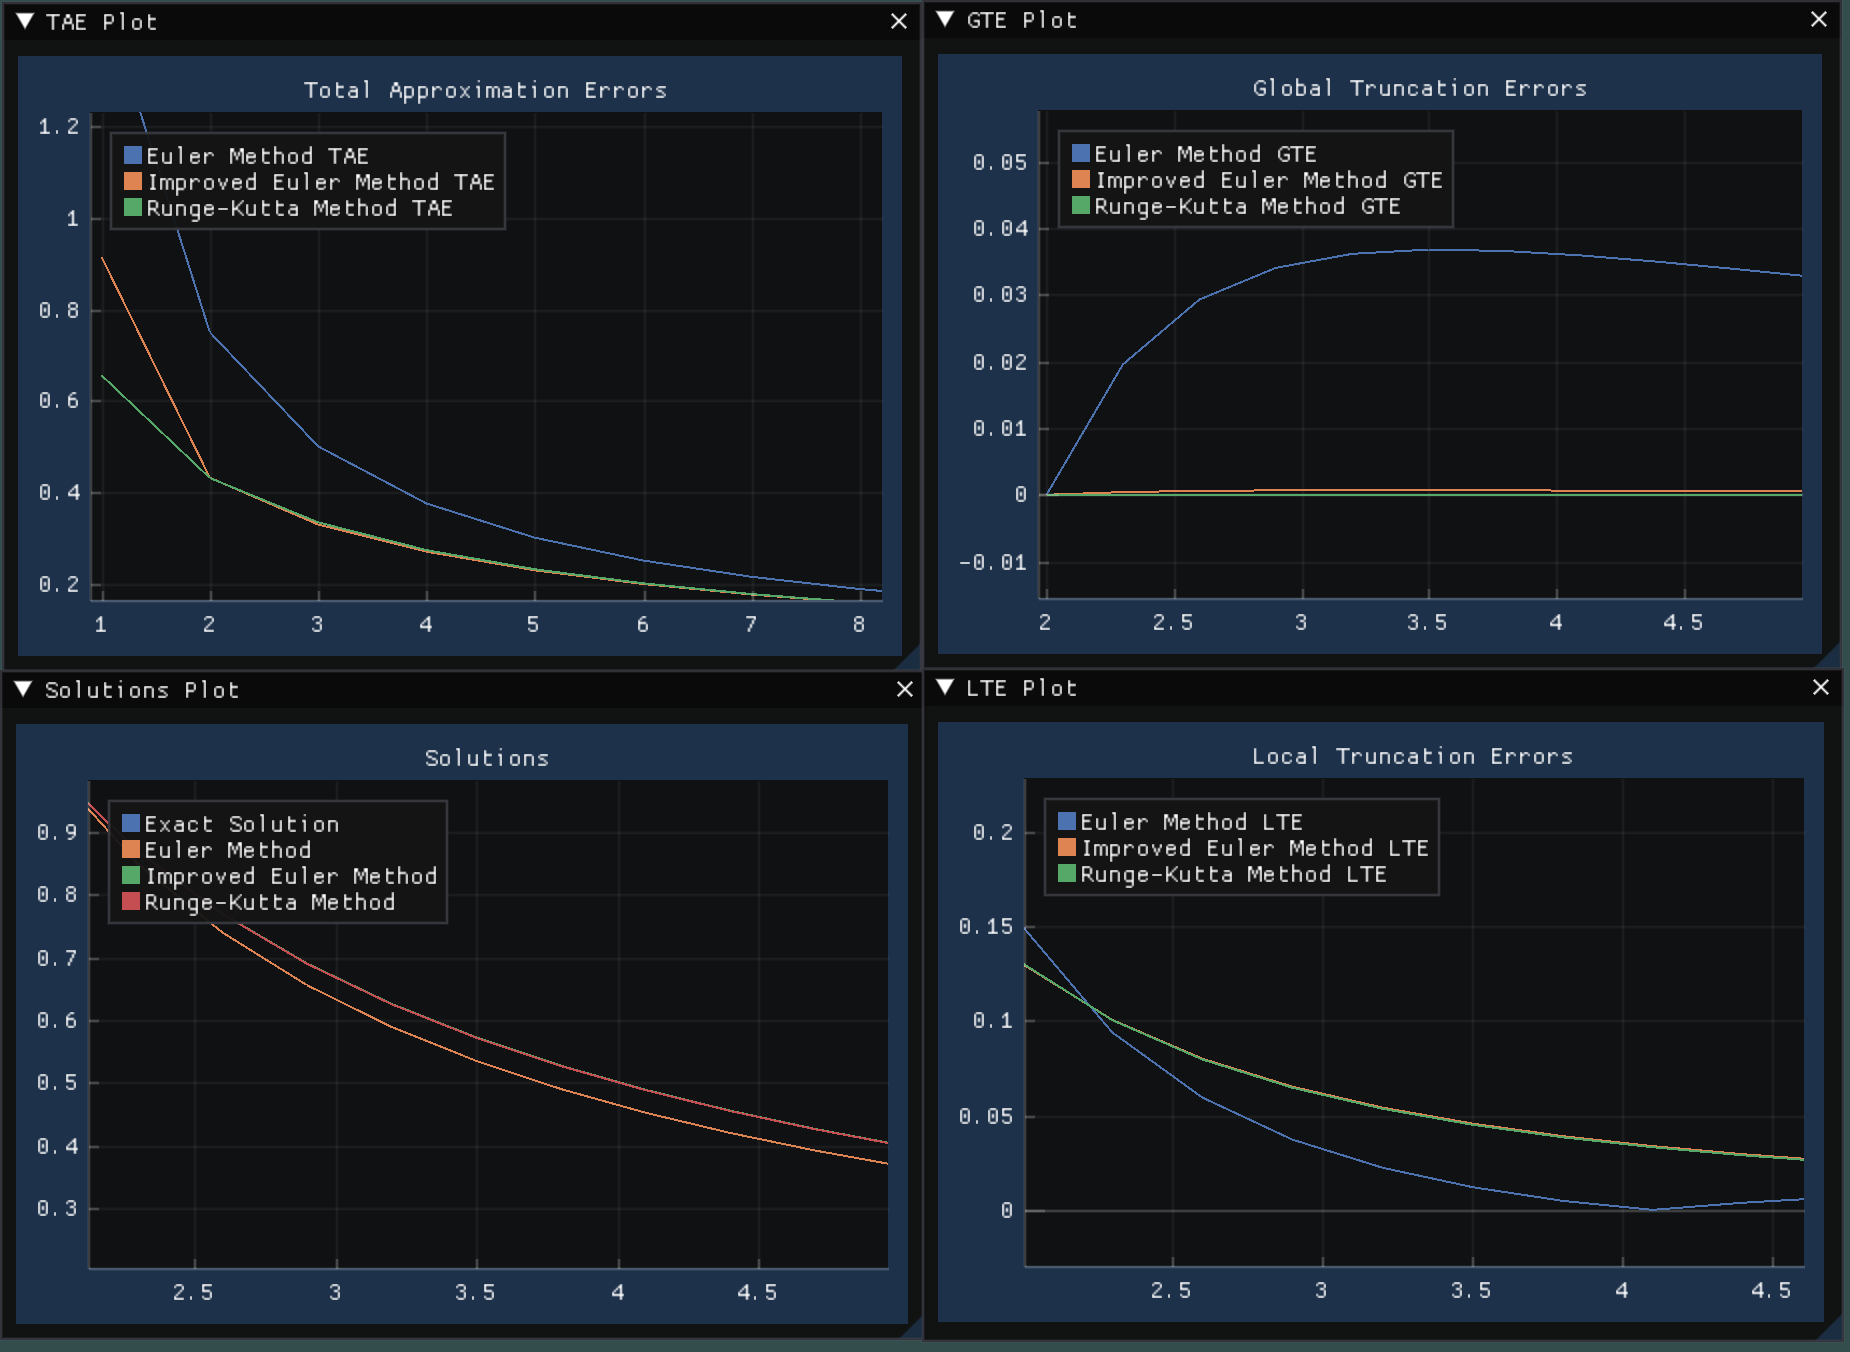 TAE Plot
Total Approximation Errors
Euler Method TAE
Improved Euler Method TAE
Runge-Kutta Method TAE
1.2
1
0.8
0.6
0.4
0.2
1 2 3 4 5 6 7 8
GTE Plot
Global Truncation Errors
Euler Method GTE
Improved Euler Method GTE
Runge-Kutta Method GTE
0.05
0.04
0.03
0.02
0.01
0
-0.01
2 2.5 3 3.5 4 4.5
Solutions Plot
Solutions
Exact Solution
Euler Method
Improved Euler Method
Runge-Kutta Method
0.9
0.8
0.7
0.6
0.5
0.4
0.3
2.5 3 3.5 4 4.5
LTE Plot
Local Truncation Errors
Euler Method LTE
Improved Euler Method LTE
Runge-Kutta Method LTE
0.2
0.15
0.1
0.05
0
2.5 3 3.5 4 4.5